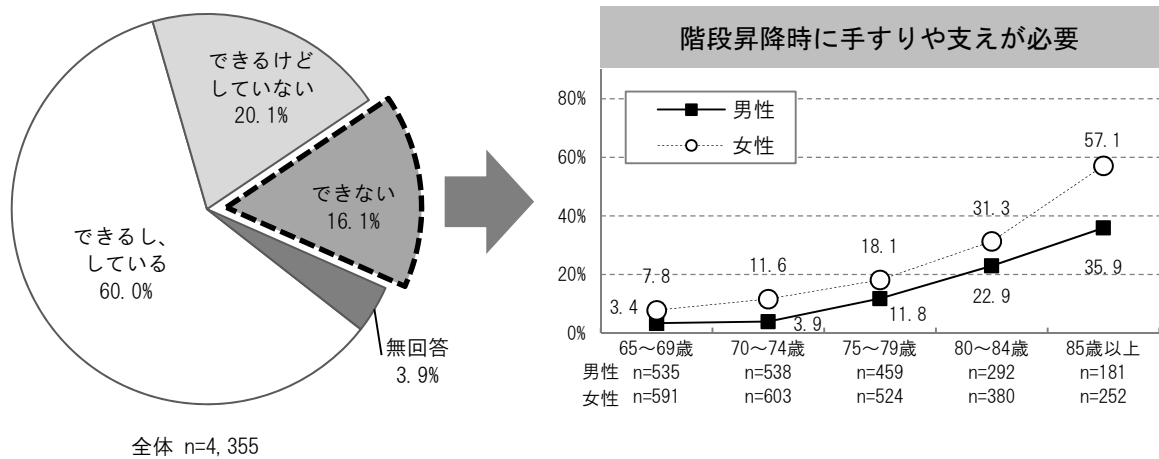 できるけど
していない
20.1%
できない
16.1%
できるし、
している
60.0%
無回答
3.9%
全体 n=4,355
階段昇降時に手すりや支えが必要
80%
60%
40%
20%
0%
男性
女性
57.1
31.3
18.1
11.6
7.8
3.4
3.9
11.8
22.9
35.9
65～69歳 70～74歳 75～79歳 80～84歳 85歳以上
男性 n=535 n=538 n=459 n=292 n=181
女性 n=591 n=603 n=524 n=380 n=252